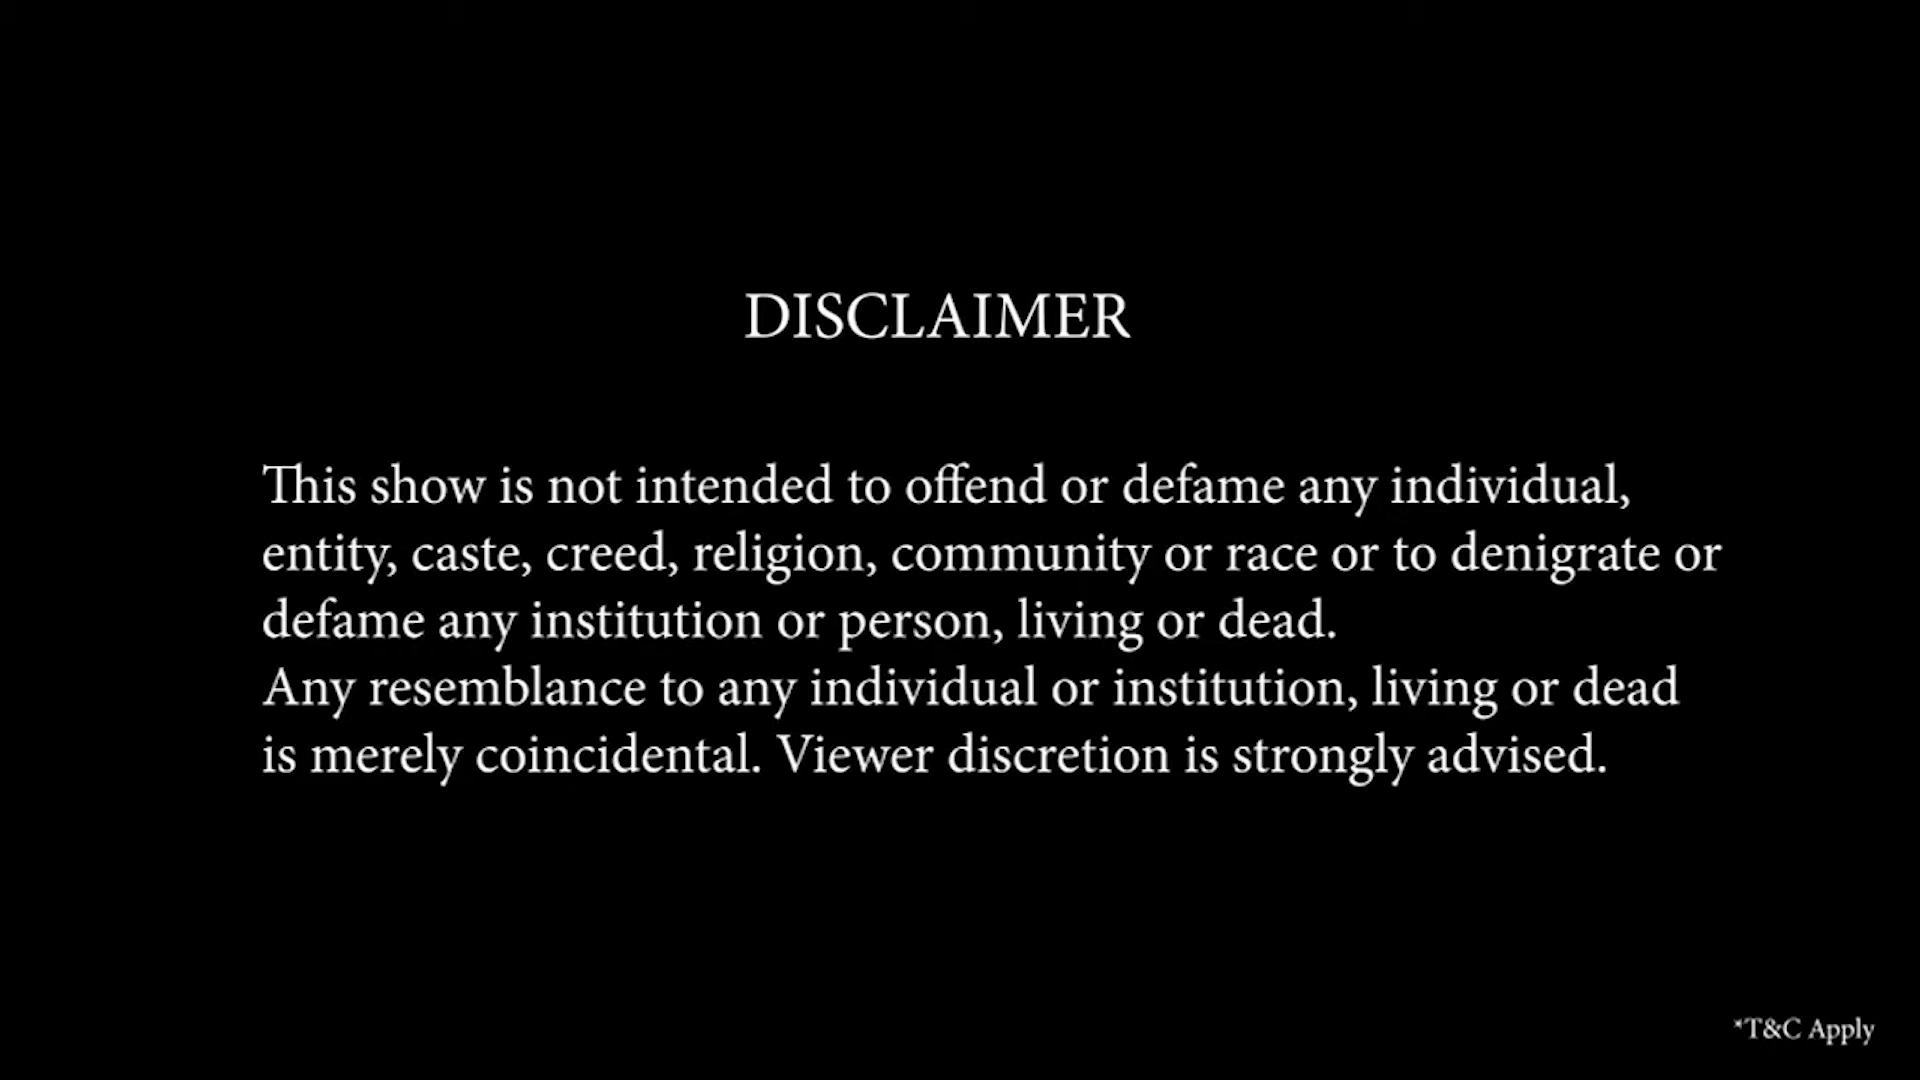 DISCLAIMER
This show is not intended to offend or defame any individual,
entity, caste, creed, religion, community or race or to denigrate or
defame any institution or person, living or dead.
Any resemblance to any individual or institution, living or dead
is merely coincidental. Viewer discretion is strongly advised.
*T&C Apply